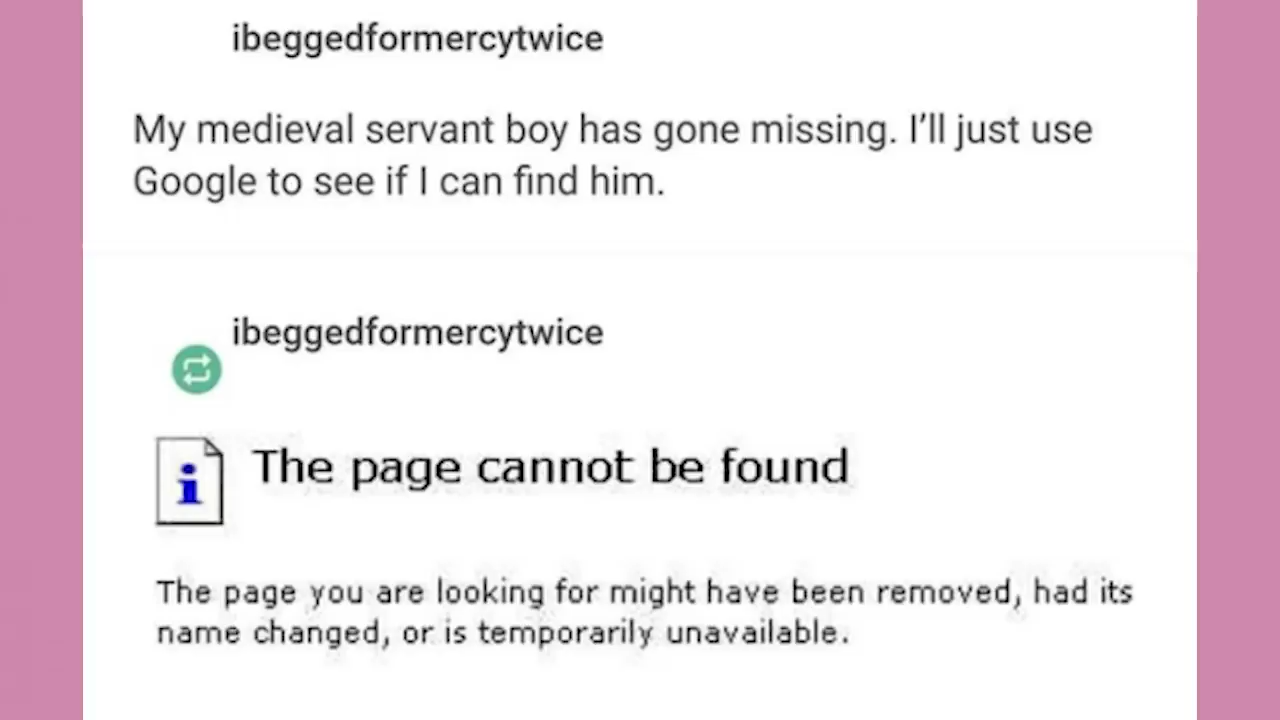 ibeggedformercytwice
My medieval servant boy has gone missing. I’ll just use
Google to see if I can find him.
ibeggedformercytwice
i
The page cannot be found
The page you are looking for might have been removed, had its
name changed, or is temporarily unavailable.